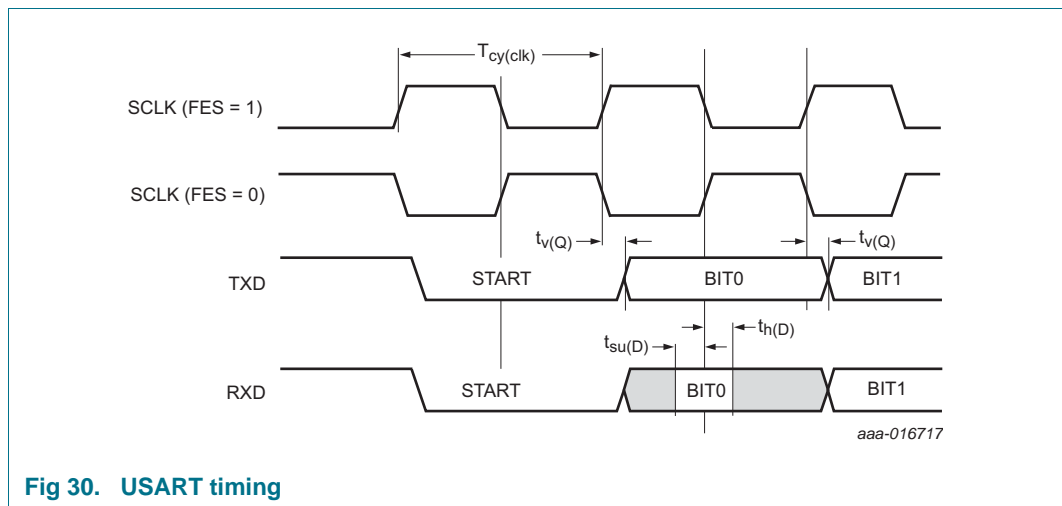 Tcy(clk)
SCLK (FES = 1)
SCLK (FES = 0)
tv(Q)
tv(Q)
TXD
START
BIT0
BIT1
th(D)
tsu(D)
RXD
START
BIT0
BIT1
aaa-016717
Fig 30. USART timing